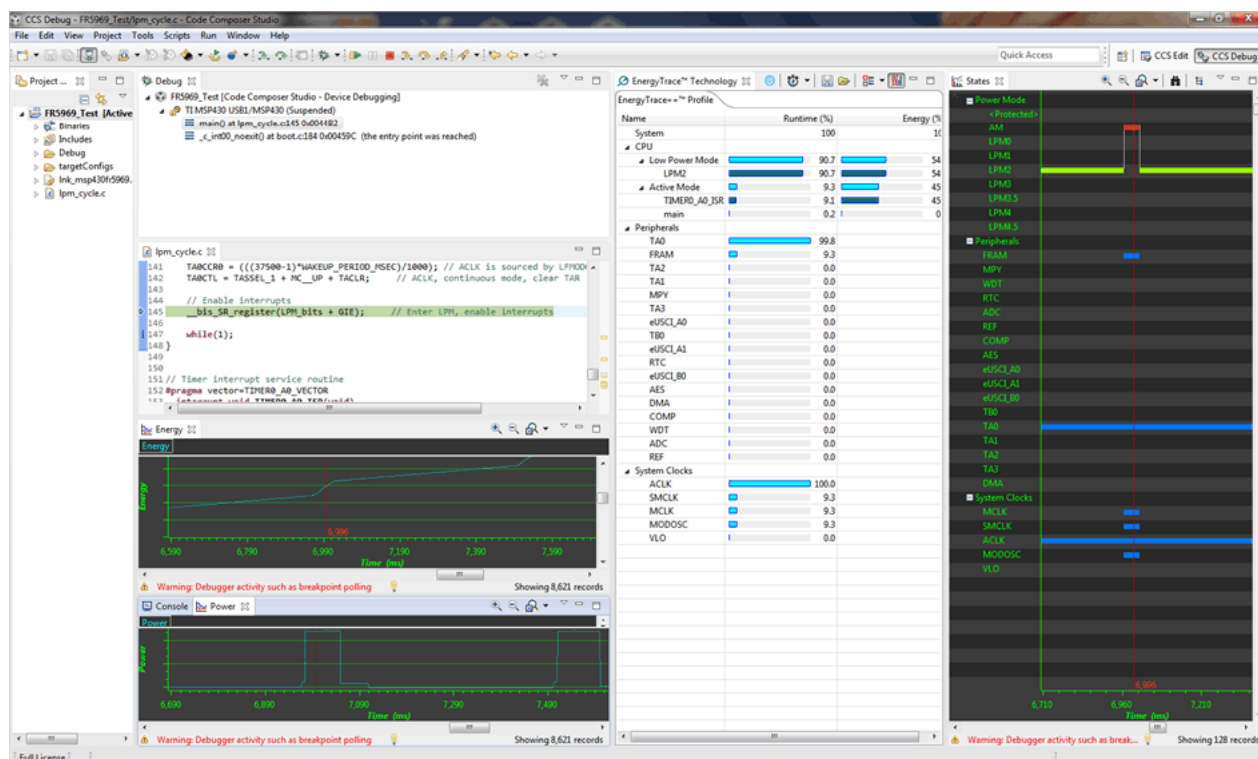 CCS Debug - FR5969_Test/lpm_cycle.c - Code Composer Studio
File Edit View Project Tools Scripts Run Window Help
Quick Access CCS Edit CCS Debug
Project ...
FR5969_Test [Active
Binaries
Includes
Debug
targetConfigs
lnk_msp430fr5969.
lpm_cycle.c
Debug
FR5969_Test [Code Composer Studio - Device Debugging]
TI MSP430 USB1/MSP430 (Suspended)
main() at lpm_cycle.c:145 0x0044B2
_c_int00_noexit() at boot.c:184 0x00459C (the entry point was reached)
lpm_cycle.c
141 TA0CCR0 = (((37500-1)*WAKEUP_PERIOD_MSEC)/1000); // ACLK is sourced by LFMODO
142 TA0CTL = TASSEL_1 + MC__UP + TACLR; // ACLK, continuous mode, clear TAR
143
144 // Enable interrupts
145 __bis_SR_register(LPM_bits + GIE); // Enter LPM, enable interrupts
146
147 while(1);
148 }
149
150
151 // Timer interrupt service routine
152 #pragma vector=TIMER0_A0_VECTOR
Energy
Energy
Energy
6,986
6,590 6,790 6,990 7,190 7,390 7,590
Time (ms)
Warning: Debugger activity such as breakpoint polling Showing 8,621 records
Console Power
Power
Power
6,690 6,890 7,090 7,290 7,490
Time (ms)
Warning: Debugger activity such as breakpoint polling Showing 8,621 records
EnergyTrace™ Technology
EnergyTrace++™ Profile
Name Runtime (%) Energy (%
System 100 10
CPU
Low Power Mode 90.7 54
LPM2 90.7 54
Active Mode 9.3 45
TIMER0_A0_ISR 9.1 45
main 0.2 0
Peripherals
TA0 99.8
FRAM 9.3
TA2 0.0
TA1 0.0
MPY 0.0
TA3 0.0
eUSCI_A0 0.0
TB0 0.0
eUSCI_A1 0.0
RTC 0.0
eUSCI_B0 0.0
AES 0.0
DMA 0.0
COMP 0.0
WDT 0.0
ADC 0.0
REF 0.0
System Clocks
ACLK 100.0
SMCLK 9.3
MCLK 9.3
MODOSC 9.3
VLO 0.0
States
Power Mode
<Protected>
AM
LPM0
LPM1
LPM2
LPM3
LPM3.5
LPM4
LPM4.5
Peripherals
FRAM
MPY
WDT
RTC
ADC
REF
COMP
AES
eUSCI_A0
eUSCI_A1
eUSCI_B0
TB0
TA0
TA1
TA2
TA3
DMA
System Clocks
MCLK
SMCLK
ACLK
MODOSC
VLO
6,986
6,710 6,960 7,210
Time (ms)
Warning: Debugger activity such as break... Showing 128 records
Full License